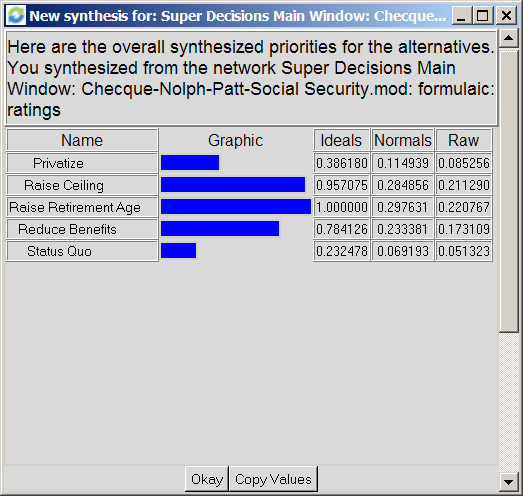 New synthesis for: Super Decisions Main Window: Checque...
Here are the overall synthesized priorities for the alternatives.
You synthesized from the network Super Decisions Main
Window: Checque-Nolph-Patt-Social Security.mod: formulaic:
ratings
Name Graphic Ideals Normals Raw
Privatize 0.386180 0.114939 0.085256
Raise Ceiling 0.957075 0.284856 0.211290
Raise Retirement Age 1.000000 0.297631 0.220767
Reduce Benefits 0.784126 0.233381 0.173109
Status Quo 0.232478 0.069193 0.051323
Okay Copy Values